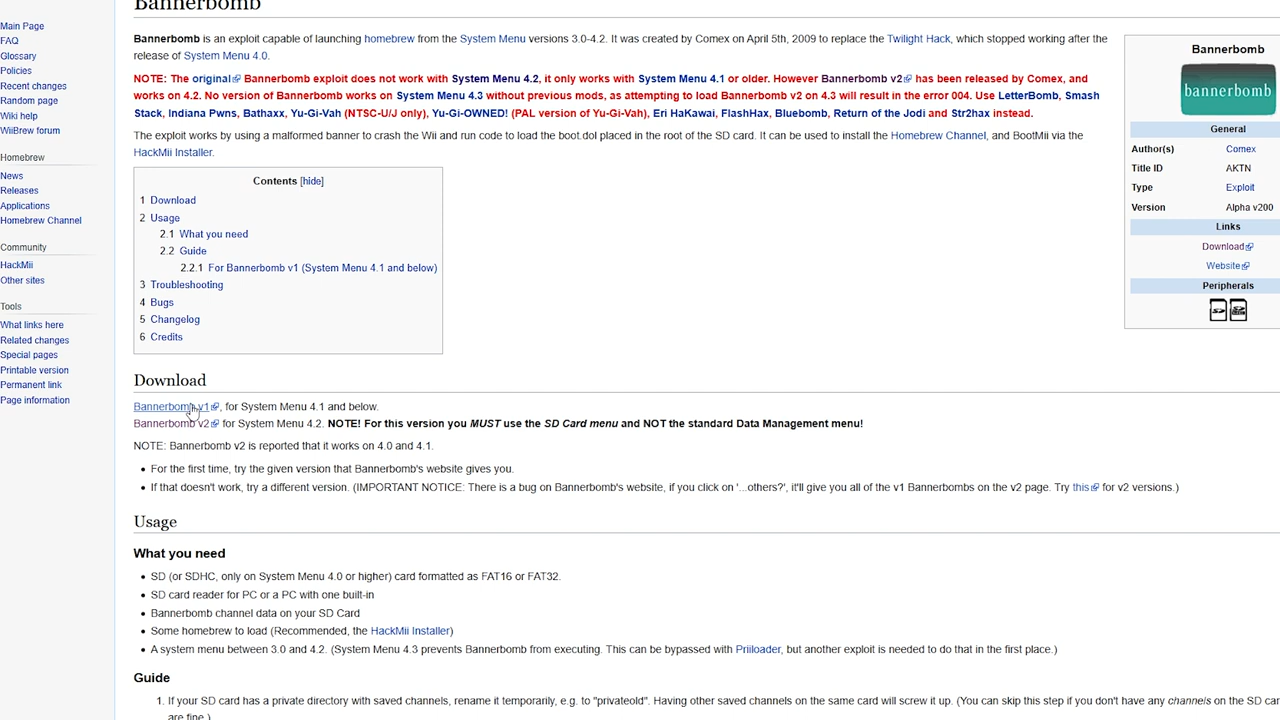 Bannerbomb
Main Page
FAQ
Glossary
Policies
Recent changes
Random page
Wiki help
WiiBrew forum
Homebrew
News
Releases
Applications
Homebrew Channel
Community
HackMii
Other sites
Tools
What links here
Related changes
Special pages
Printable version
Permanent link
Page information
Bannerbomb is an exploit capable of launching homebrew from the System Menu versions 3.0-4.2. It was created by Comex on April 5th, 2009 to replace the Twilight Hack, which stopped working after the
release of System Menu 4.0.
NOTE: The original Bannerbomb exploit does not work with System Menu 4.2, it only works with System Menu 4.1 or older. However Bannerbomb v2 has been released by Comex, and
works on 4.2. No version of Bannerbomb works on System Menu 4.3 without previous mods, as attempting to load Bannerbomb v2 on 4.3 will result in the error 004. Use LetterBomb, Smash
Stack, Indiana Pwns, Bathaxx, Yu-Gi-Vah (NTSC-U/J only), Yu-Gi-OWNED! (PAL version of Yu-Gi-Vah), Eri HaKawai, FlashHax, Bluebomb, Return of the Jodi and Str2hax instead.
The exploit works by using a malformed banner to crash the Wii and run code to load the boot.dol placed in the root of the SD card. It can be used to install the Homebrew Channel, and BootMii via the
HackMii Installer.
Contents [hide]
1 Download
2 Usage
2.1 What you need
2.2 Guide
2.2.1 For Bannerbomb v1 (System Menu 4.1 and below)
3 Troubleshooting
4 Bugs
5 Changelog
6 Credits
Bannerbomb
bannerbomb
General
Author(s) Comex
Title ID AKTN
Type Exploit
Version Alpha v200
Links
Download
Website
Peripherals
Download
Bannerbomb v1, for System Menu 4.1 and below.
Bannerbomb v2 for System Menu 4.2. NOTE! For this version you MUST use the SD Card menu and NOT the standard Data Management menu!
NOTE: Bannerbomb v2 is reported that it works on 4.0 and 4.1.
• For the first time, try the given version that Bannerbomb's website gives you.
• If that doesn't work, try a different version. (IMPORTANT NOTICE: There is a bug on Bannerbomb's website, if you click on '...others?', it'll give you all of the v1 Bannerbombs on the v2 page. Try this for v2 versions.)
Usage
What you need
• SD (or SDHC, only on System Menu 4.0 or higher) card formatted as FAT16 or FAT32.
• SD card reader for PC or a PC with one built-in
• Bannerbomb channel data on your SD Card
• Some homebrew to load (Recommended, the HackMii Installer)
• A system menu between 3.0 and 4.2. (System Menu 4.3 prevents Bannerbomb from executing. This can be bypassed with Priiloader, but another exploit is needed to do that in the first place.)
Guide
1. If your SD card has a private directory with saved channels, rename it temporarily, e.g. to "privateold". Having other saved channels on the same card will screw it up. (You can skip this step if you don't have any channels on the SD car
are fine.)